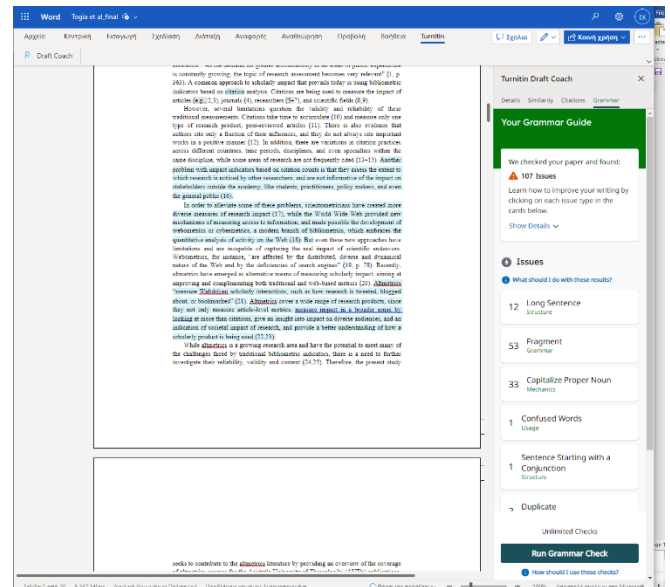 Word Togia et al_final
DK
File
Αρχείο Κεντρική Εισαγωγή Σχεδίαση Διάταξη Αναφορές Αναθεώρηση Προβολή Βοήθεια Turnitin
Σχόλια Κοινή χρήση
Draft Coach
is constantly growing, the topic of research assessment becomes very relevant" [1, p.
363). A common approach to scholarly impact that prevails today is using bibliometric
indicators based on citation analysis. Citations are being used to measure the impact of
articles (e.g., 2,3), journals (4), researchers (5–7), and scientific fields (8,9).
However, several limitations question the validity and reliability of these
traditional measurements. Citations take time to accumulate (10) and measure only one
type of research product, peer-reviewed articles (11). There is also evidence that
authors cite only a fraction of their influences, and they do not always cite important
works in a positive manner (12). In addition, there are variations in citation practices
across different countries, time periods, disciplines, and even specialties within the
same discipline, while some areas of research are not frequently cited (13–15). Another
problem with impact indicators based on citation counts is that they assess the extent to
which research is noticed by other researchers, and are not informative of the impact on
stakeholders outside the academy, like students, practitioners, policy makers, and even
the general public (16).
In order to alleviate some of these problems, scientometricians have created more
diverse measures of research impact (17), while the World Wide Web provided new
mechanisms of measuring access to information, and made possible the development of
webometrics or cybermetrics, a modern branch of bibliometrics, which embraces the
quantitative analysis of activity on the Web (18). But even these new approaches have
limitations and are incapable of capturing the real impact of scientific endeavors.
Webometrics, for instance, "are affected by the distributed, diverse and dynamical
nature of the Web and by the deficiencies of search engines" (19, p. 78). Recently,
altmetrics have emerged as alternative means of measuring scholarly impact, aiming at
improving and complementing both traditional and web-based metrics (20). Altmetrics
"measure Webdriven scholarly interactions, such as how research is tweeted, blogged
about, or bookmarked" (21). Altmetrics cover a wide range of research products, since
they not only measure article-level metrics, measure impact in a broader sense by
looking at more than citations, give an insight into impact on diverse audiences, and an
indication of societal impact of research, and provide a better understanding of how a
scholarly product is being used (22,23).
While altmetrics is a growing research area and have the potential to meet many of
the challenges faced by traditional bibliometric indicators, there is a need to further
investigate their reliability, validity and context (24,25). Therefore, the present study
seeks to contribute to the altmetrics literature by providing an overview of the coverage
Turnitin Draft Coach
Details Similarity Citations Grammar
Your Grammar Guide
We checked your paper and found:
107 Issues
Learn how to improve your writing by
clicking on each issue type in the
cards below.
Show Details
Issues
What should I do with these results?
12 Long Sentence
Structure
53 Fragment
Grammar
33 Capitalize Proper Noun
Mechanics
1 Confused Words
Usage
1 Sentence Starting with a
Conjunction
Structure
Duplicate
Unlimited Checks
Run Grammar Check
How should I use these checks?